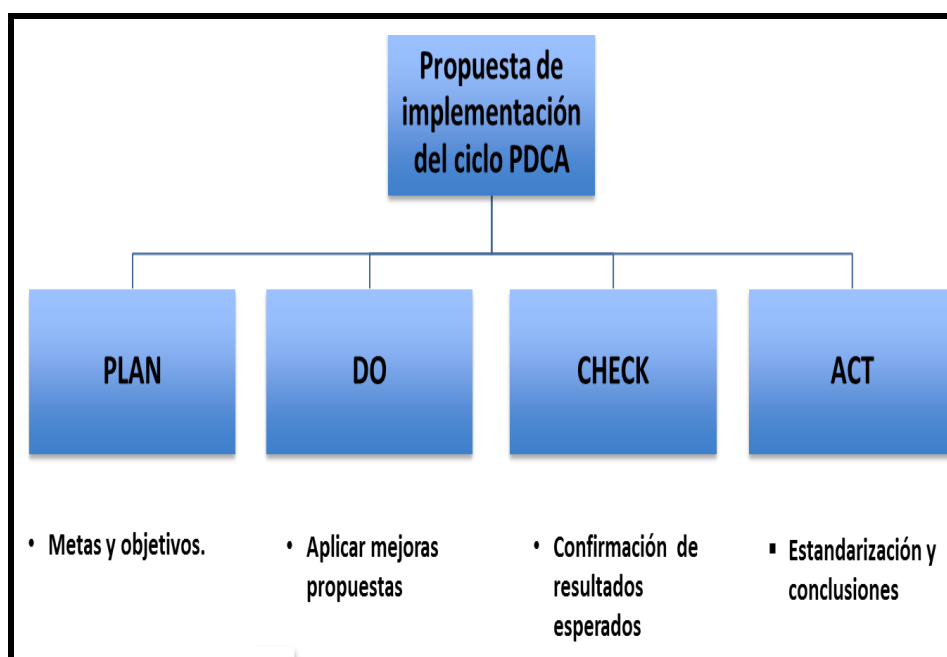 Propuesta de
implementación
del ciclo PDCA
PLAN
DO
CHECK
ACT
• Metas y objetivos.
• Aplicar mejoras
propuestas
• Confirmación de
resultados
esperados
▪ Estandarización y
conclusiones